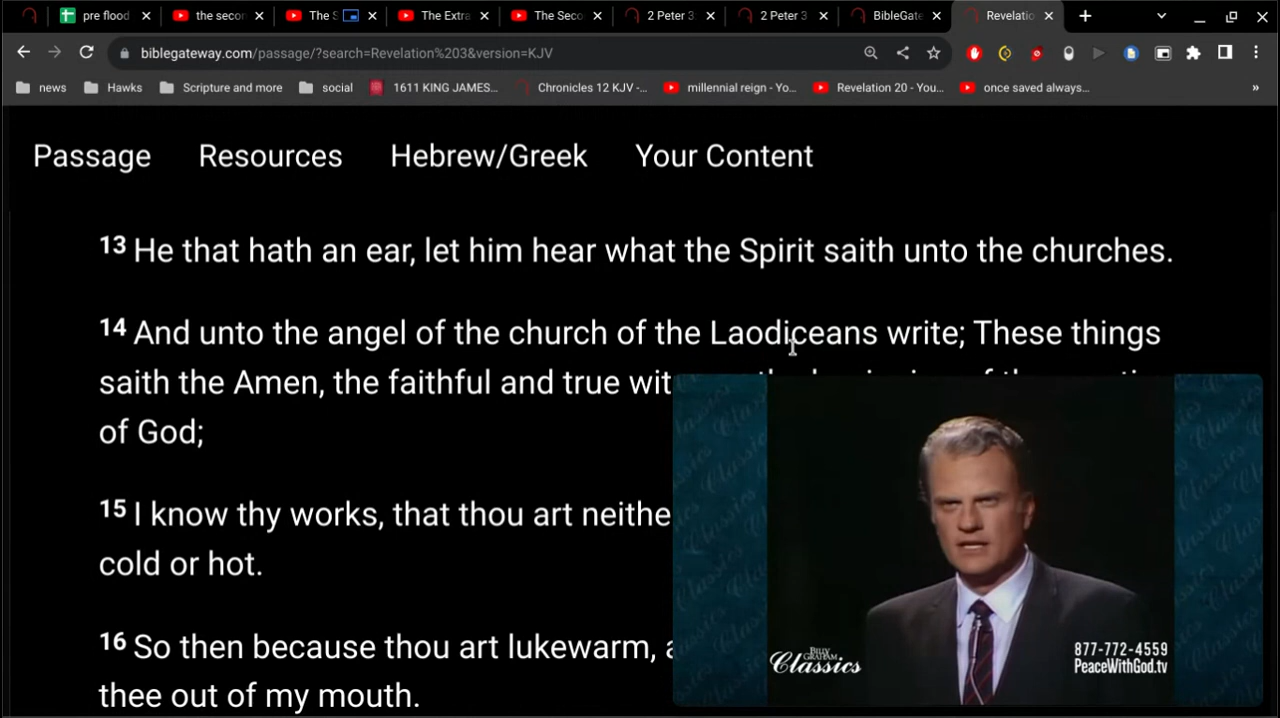 pre flood
the secon
The S
The Extra
The Seco
2 Peter 3
2 Peter 3
BibleGate
Revelatio
biblegateway.com/passage/?search=Revelation%203&version=KJV
news
Hawks
Scripture and more
social
1611 KING JAMES...
Chronicles 12 KJV -...
millennial reign - Yo...
Revelation 20 - You...
once saved always...
»
Passage Resources Hebrew/Greek Your Content
13 He that hath an ear, let him hear what the Spirit saith unto the churches.
14 And unto the angel of the church of the Laodiceans write; These things
saith the Amen, the faithful and true wit
of God;
15 I know thy works, that thou art neithe
cold or hot.
16 So then because thou art lukewarm, a
thee out of my mouth.
BILLY GRAHAM
Classics
877-772-4559
PeaceWithGod.tv